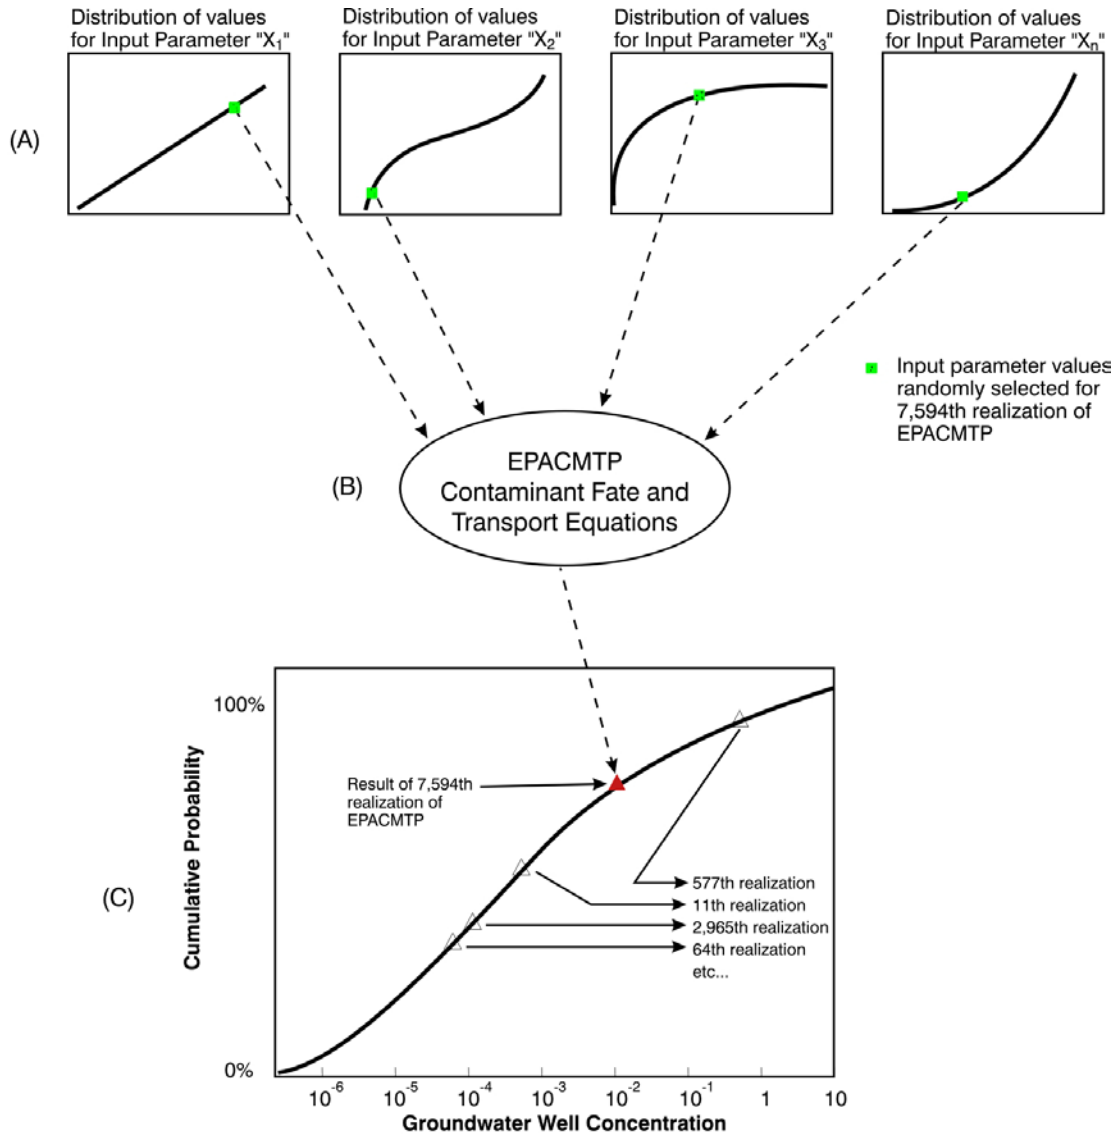 Distribution of values
for Input Parameter "X₁"
Distribution of values
for Input Parameter "X₂"
Distribution of values
for Input Parameter "X₃"
Distribution of values
for Input Parameter "Xₙ"
(A)
Input parameter values
randomly selected for
7,594th realization of
EPACMTP
(B)
EPACMTP
Contaminant Fate and
Transport Equations
(C)
Cumulative Probability
100%
0%
Result of 7,594th
realization of
EPACMTP
577th realization
11th realization
2,965th realization
64th realization
etc...
10⁻⁶ 10⁻⁵ 10⁻⁴ 10⁻³ 10⁻² 10⁻¹ 1 10
Groundwater Well Concentration